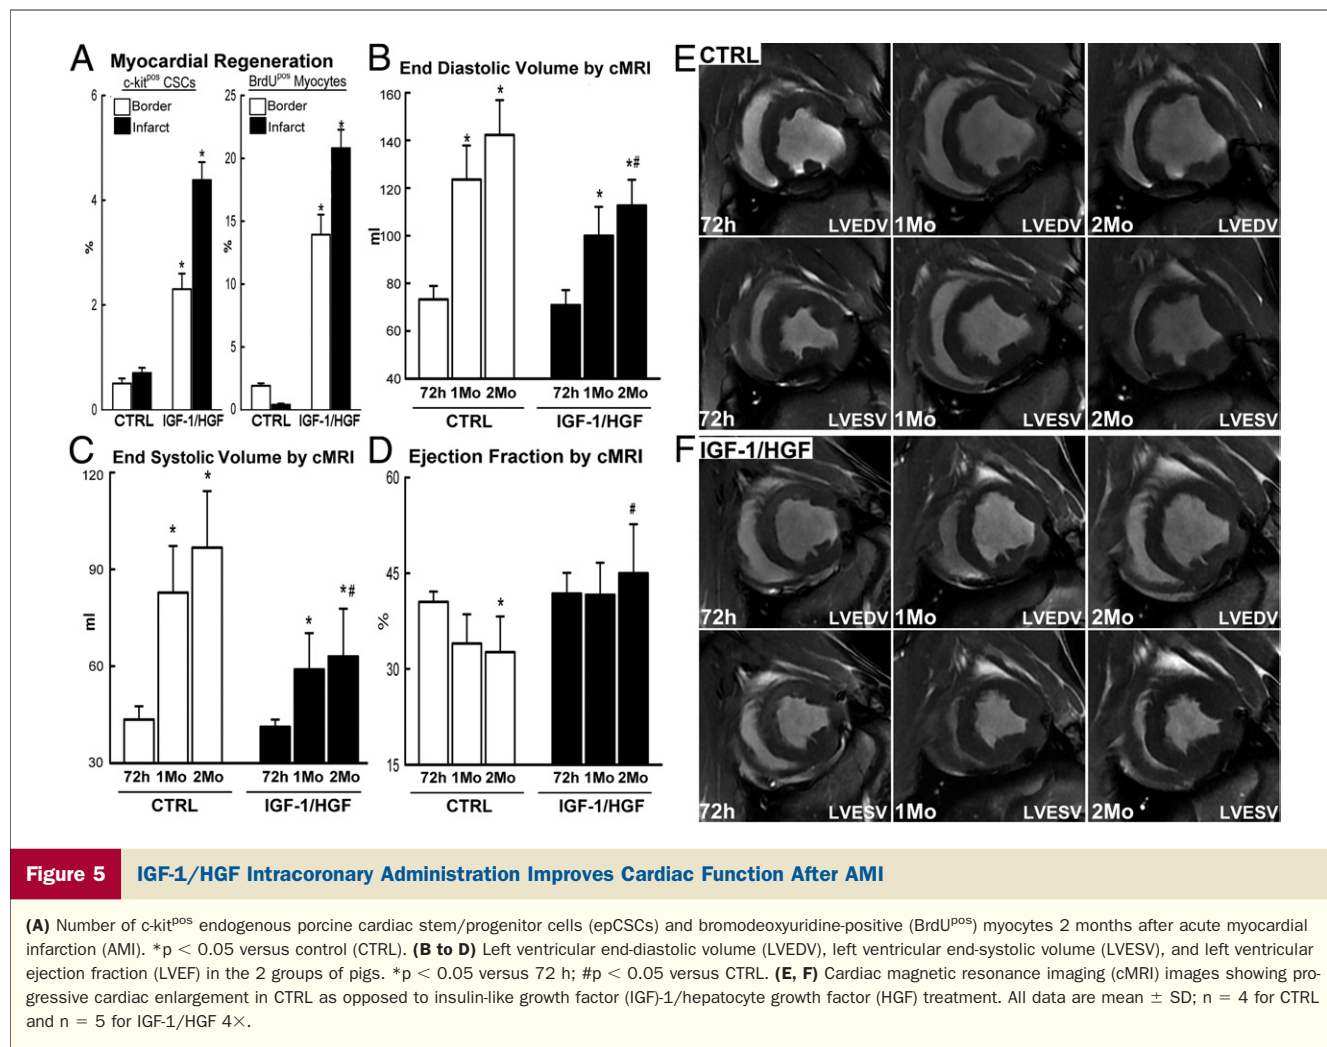 A
Myocardial Regeneration
c-kitpos CSCs
BrdUpos Myocytes
Border
Infarct
Border
Infarct
6
4
2
0
%
25
20
15
10
5
0
%
*
*
*
*
CTRL IGF-1/HGF
CTRL IGF-1/HGF
B
End Diastolic Volume by cMRI
160
140
120
100
80
60
40
ml
*
*
*
*#
72h 1Mo 2Mo
72h 1Mo 2Mo
CTRL
IGF-1/HGF
C
End Systolic Volume by cMRI
120
90
60
30
ml
*
*
*
*#
72h 1Mo 2Mo
72h 1Mo 2Mo
CTRL
IGF-1/HGF
D
Ejection Fraction by cMRI
60
45
30
15
%
*
#
72h 1Mo 2Mo
72h 1Mo 2Mo
CTRL
IGF-1/HGF
E
CTRL
72h LVEDV
1Mo LVEDV
2Mo LVEDV
72h LVESV
1Mo LVESV
2Mo LVESV
F
IGF-1/HGF
72h LVEDV
1Mo LVEDV
2Mo LVEDV
72h LVESV
1Mo LVESV
2Mo LVESV
Figure 5 IGF-1/HGF Intracoronary Administration Improves Cardiac Function After AMI
(A) Number of c-kitpos endogenous porcine cardiac stem/progenitor cells (epCSCs) and bromodeoxyuridine-positive (BrdUpos) myocytes 2 months after acute myocardial
infarction (AMI). *p < 0.05 versus control (CTRL). (B to D) Left ventricular end-diastolic volume (LVEDV), left ventricular end-systolic volume (LVESV), and left ventricular
ejection fraction (LVEF) in the 2 groups of pigs. *p < 0.05 versus 72 h; #p < 0.05 versus CTRL. (E, F) Cardiac magnetic resonance imaging (cMRI) images showing pro-
gressive cardiac enlargement in CTRL as opposed to insulin-like growth factor (IGF)-1/hepatocyte growth factor (HGF) treatment. All data are mean ± SD; n = 4 for CTRL
and n = 5 for IGF-1/HGF 4×.